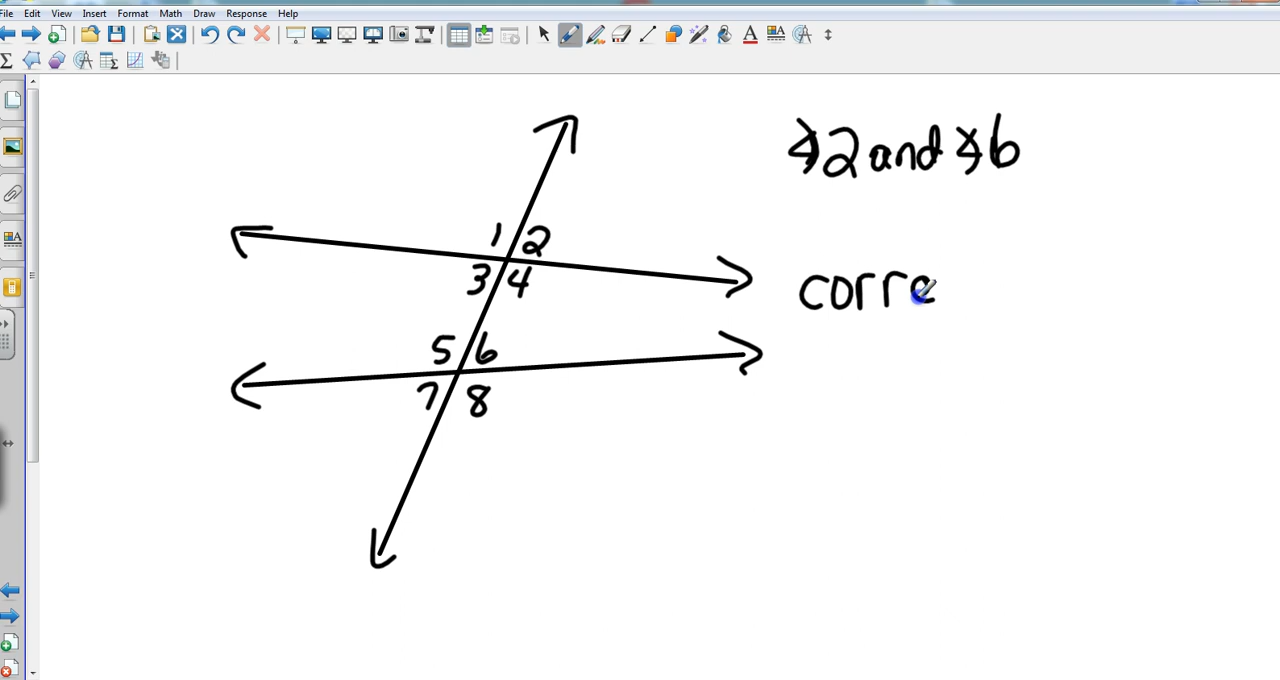 File Edit View Insert Format Math Draw Response Help
∢2 and ∢6
1 2
3 4
corre
5 6
7 8